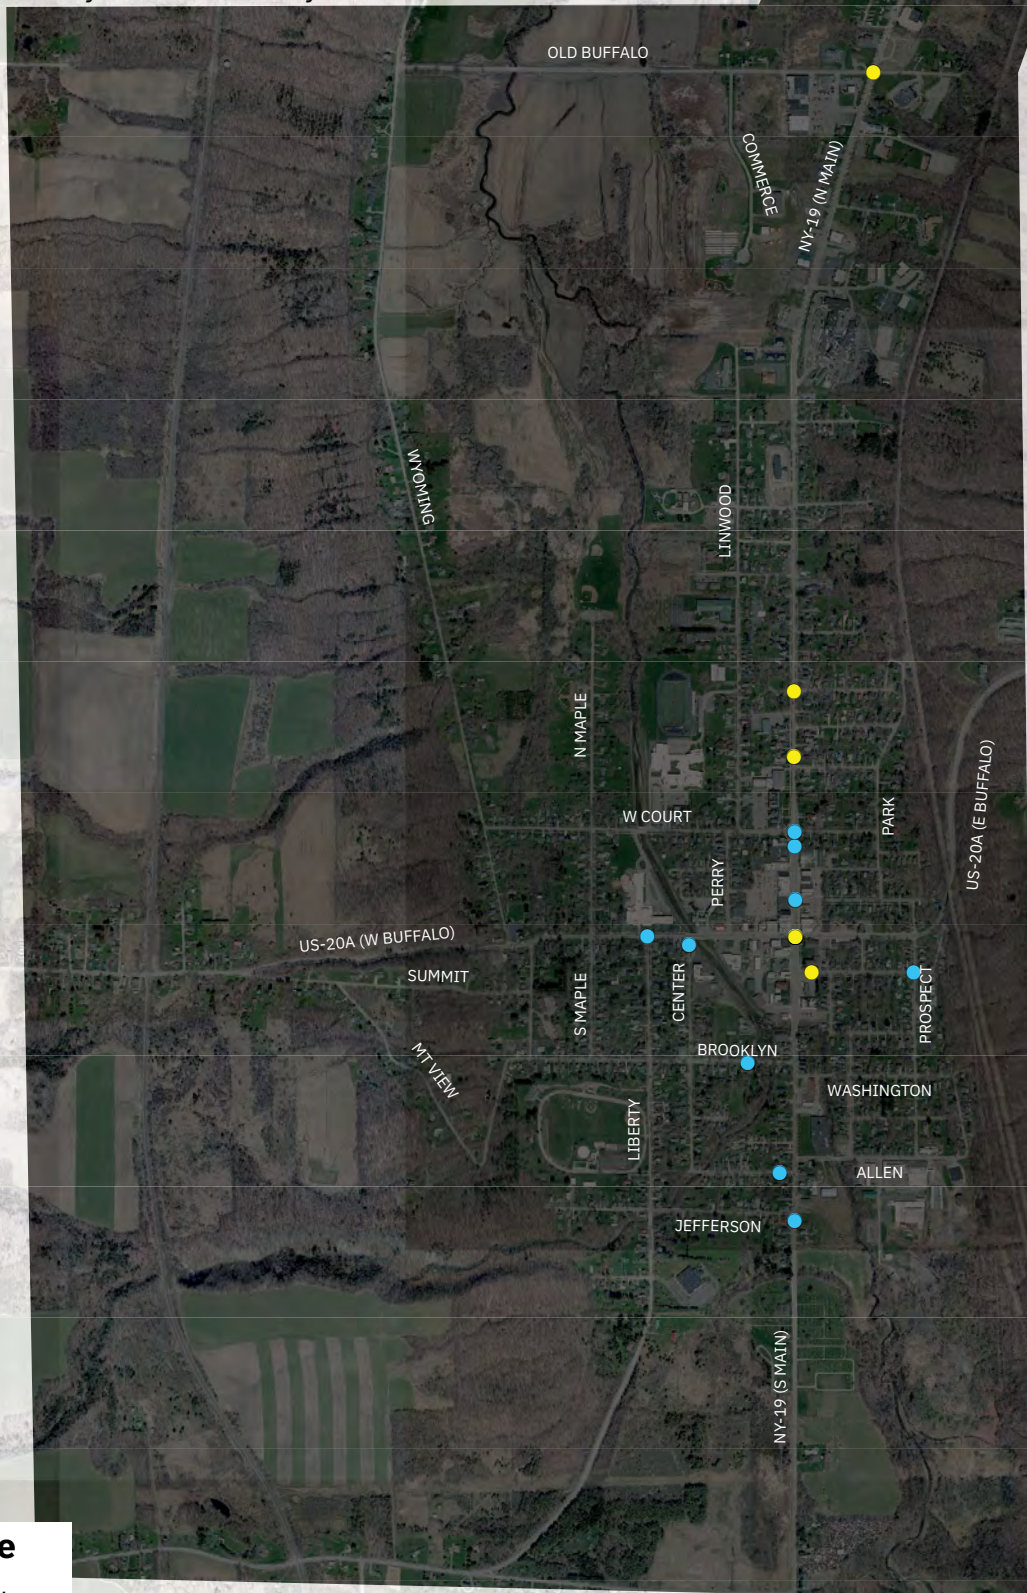 OLD BUFFALO
COMMERCE
NY-19 (N MAIN)
WYOMING
LINWOOD
N MAPLE
US-20A (E BUFFALO)
W COURT
PARK
PERRY
US-20A (W BUFFALO)
SUMMIT
S MAPLE
CENTER
PROSPECT
BROOKLYN
MT VIEW
WASHINGTON
LIBERTY
ALLEN
JEFFERSON
NY-19 (S MAIN)